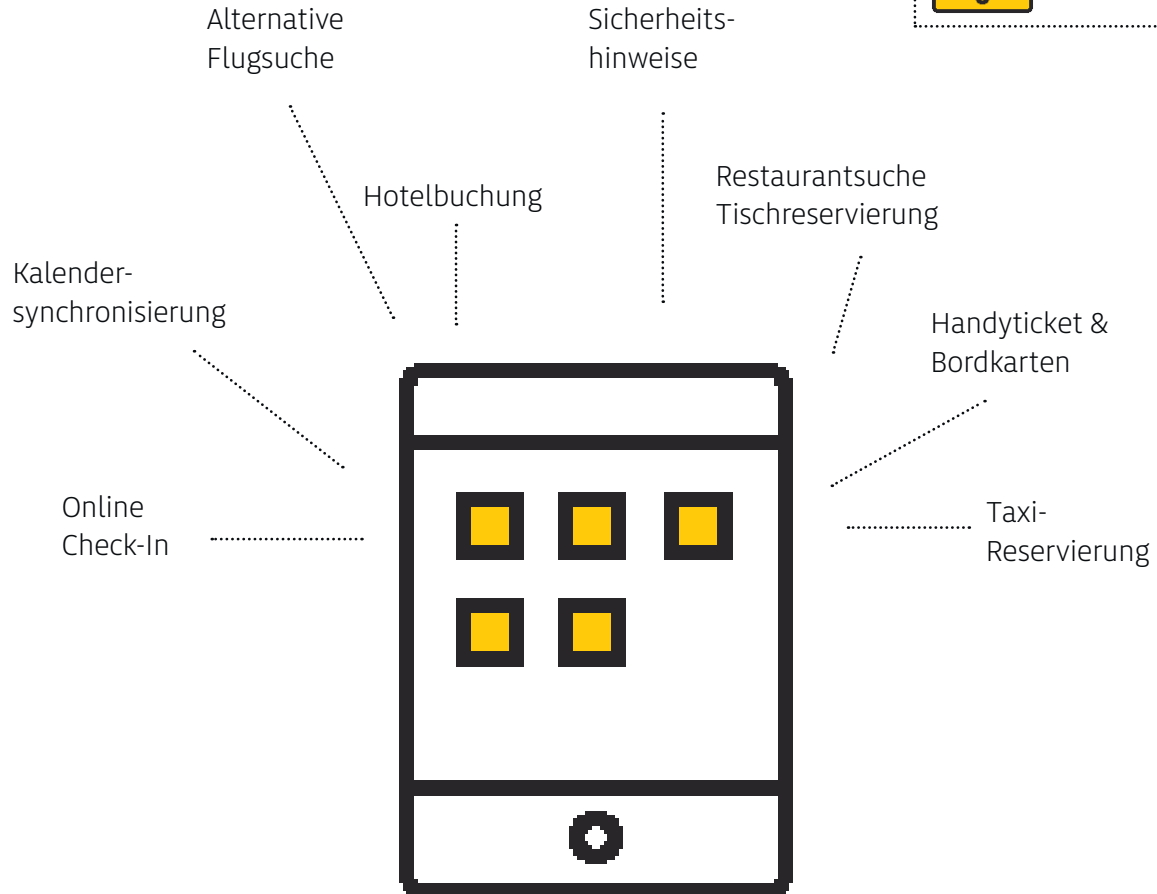 Alternative
Flugsuche
Sicherheits-
hinweise
Hotelbuchung
Restaurantsuche
Tischreservierung
Kalender-
synchronisierung
Handyticket &
Bordkarten
Online
Check-In
Taxi-
Reservierung